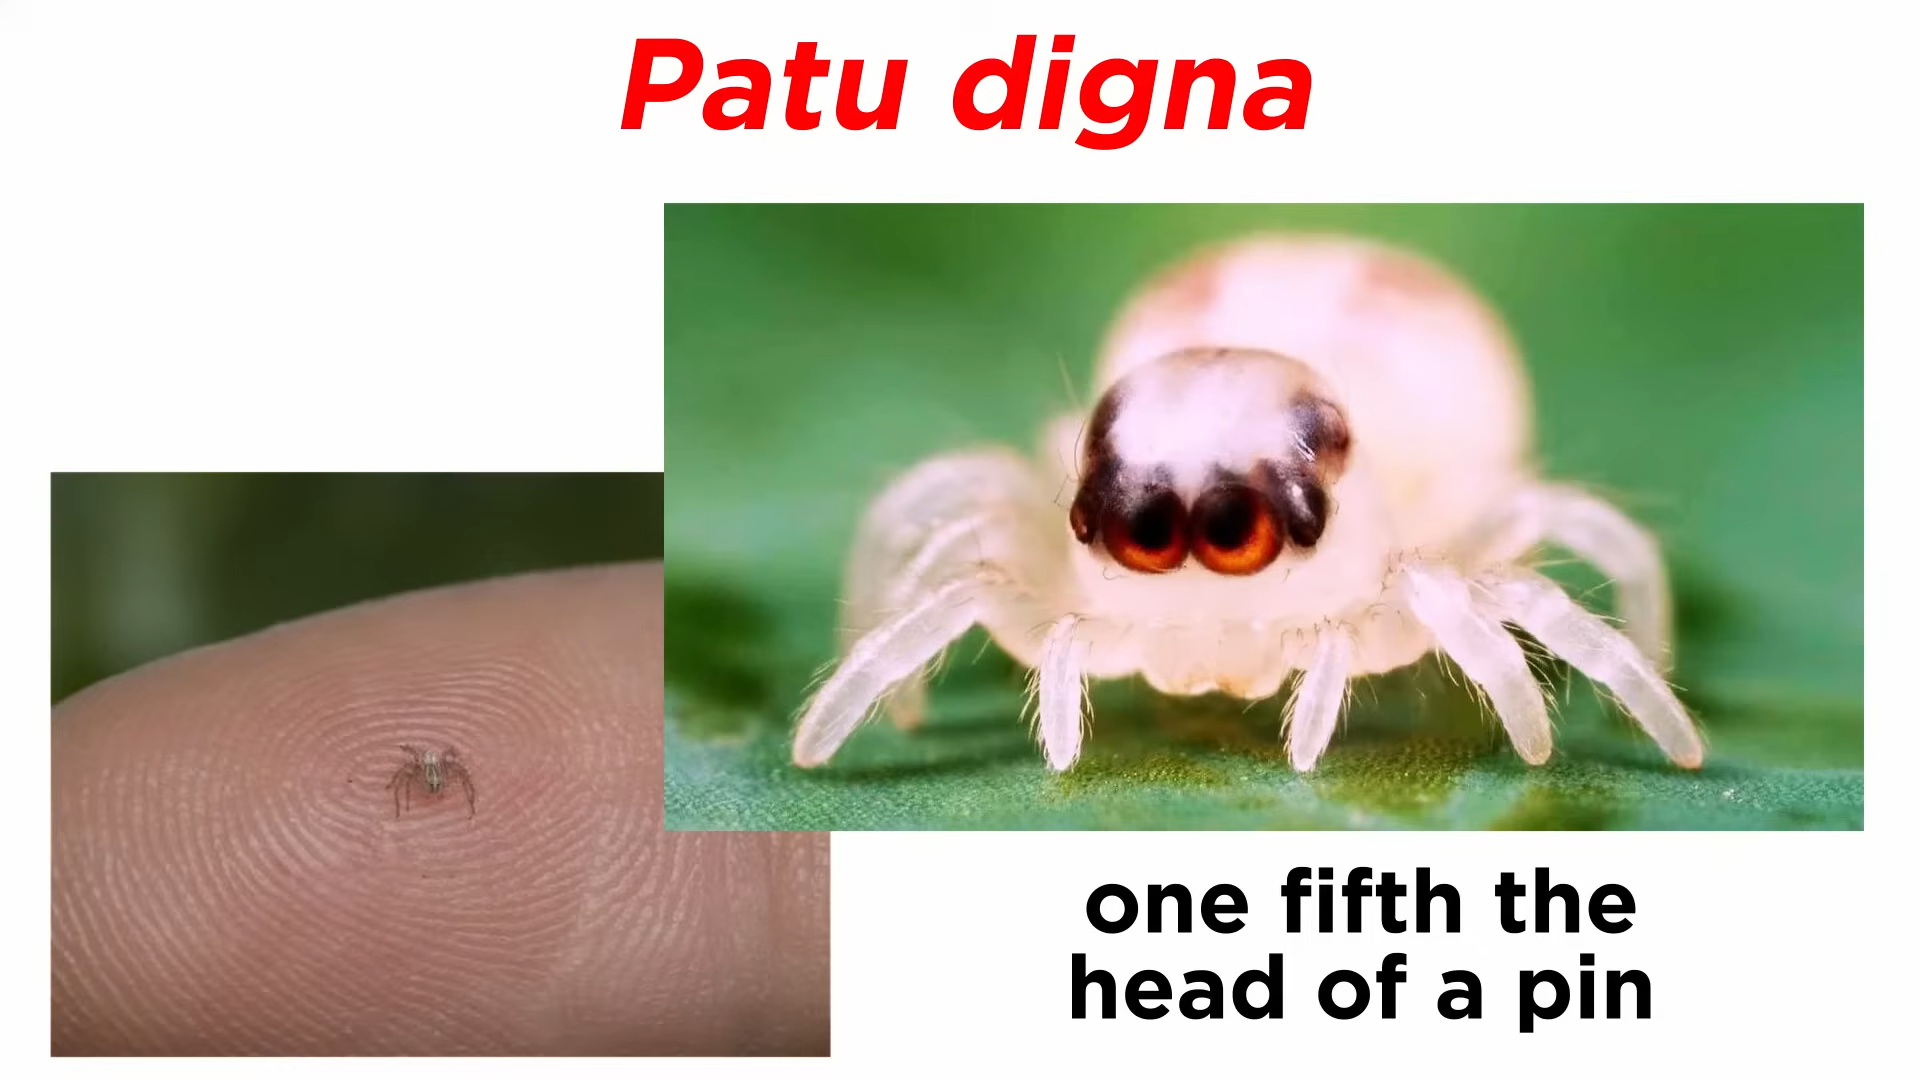 Patu digna
one fifth the
head of a pin